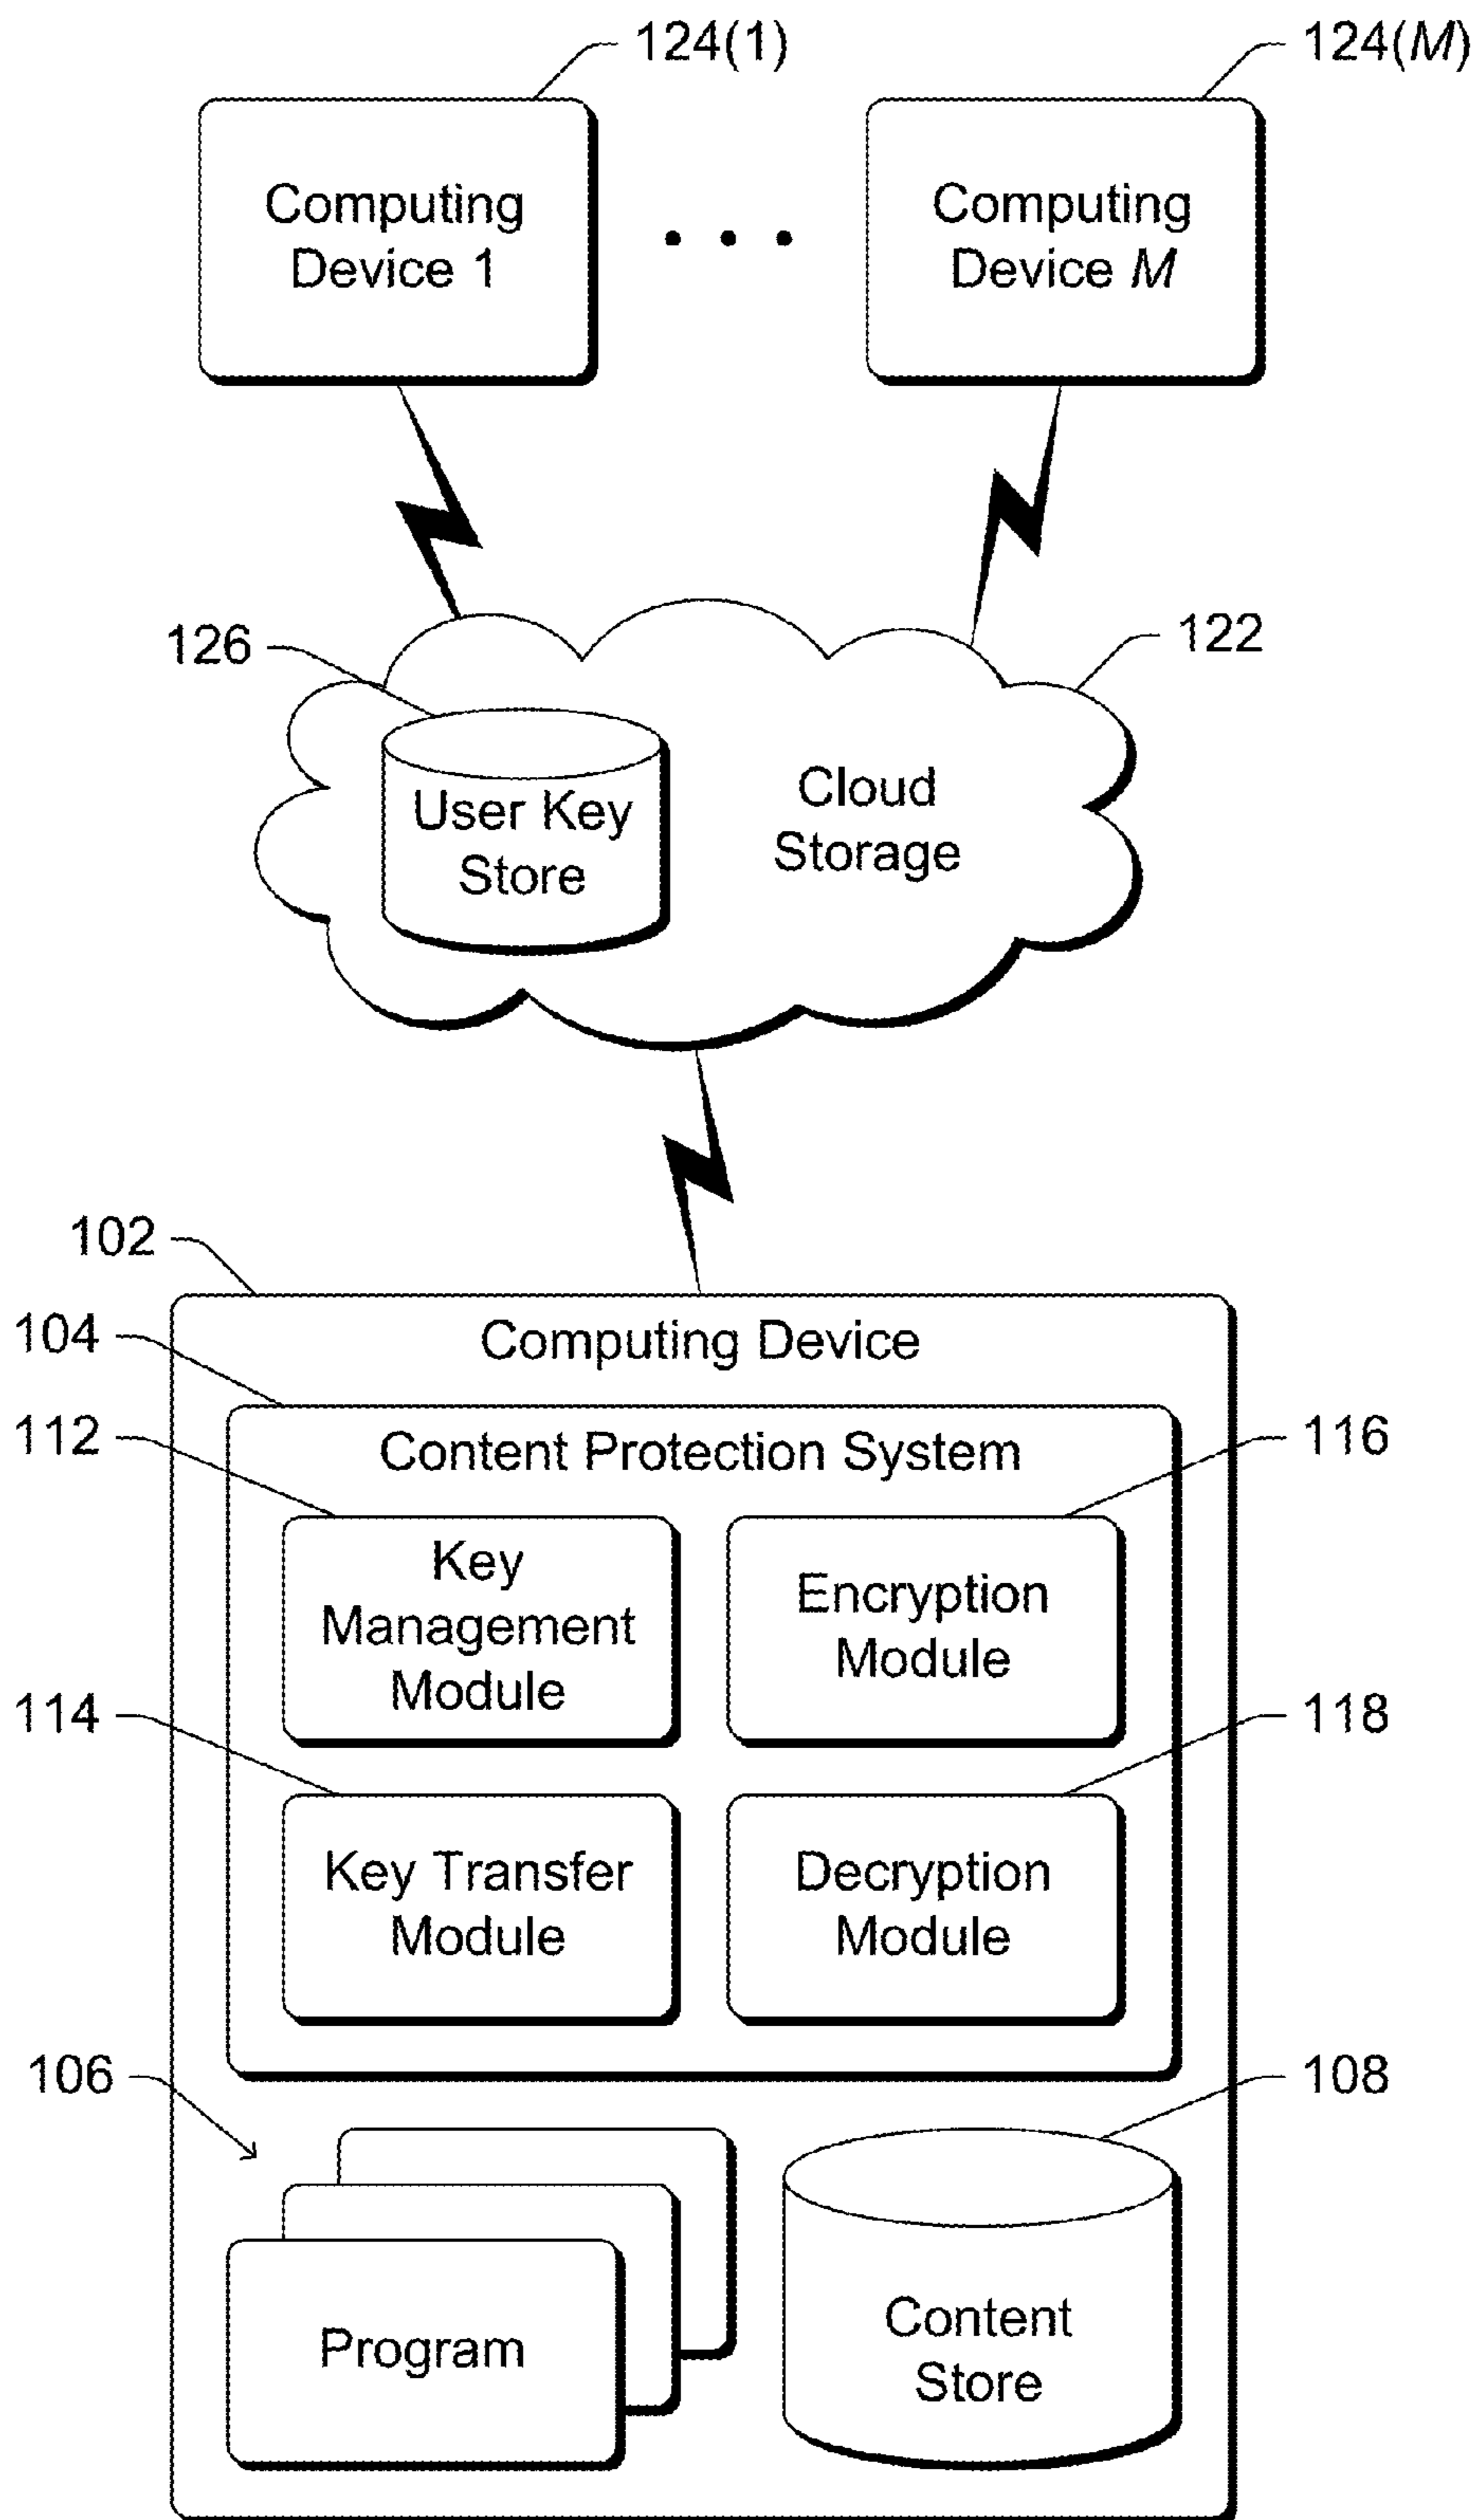 124(1)
124(M)
Computing
Device 1
• • •
Computing
Device M
126
122
User Key
Store
Cloud
Storage
102
Computing Device
104
Content Protection System
112
116
Key
Management
Module
Encryption
Module
114
118
Key Transfer
Module
Decryption
Module
106
108
Program
Content
Store